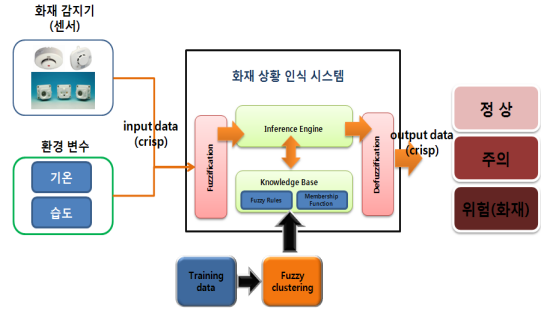 화재 감지기
(센서)
환경 변수
기온
습도
input data
(crisp)
화재 상황 인식 시스템
Fuzzification
Inference Engine
Knowledge Base
Fuzzy Rules
Membership
Function
Defuzzification
output data
(crisp)
정 상
주의
위험(화재)
Training
data
Fuzzy
clustering